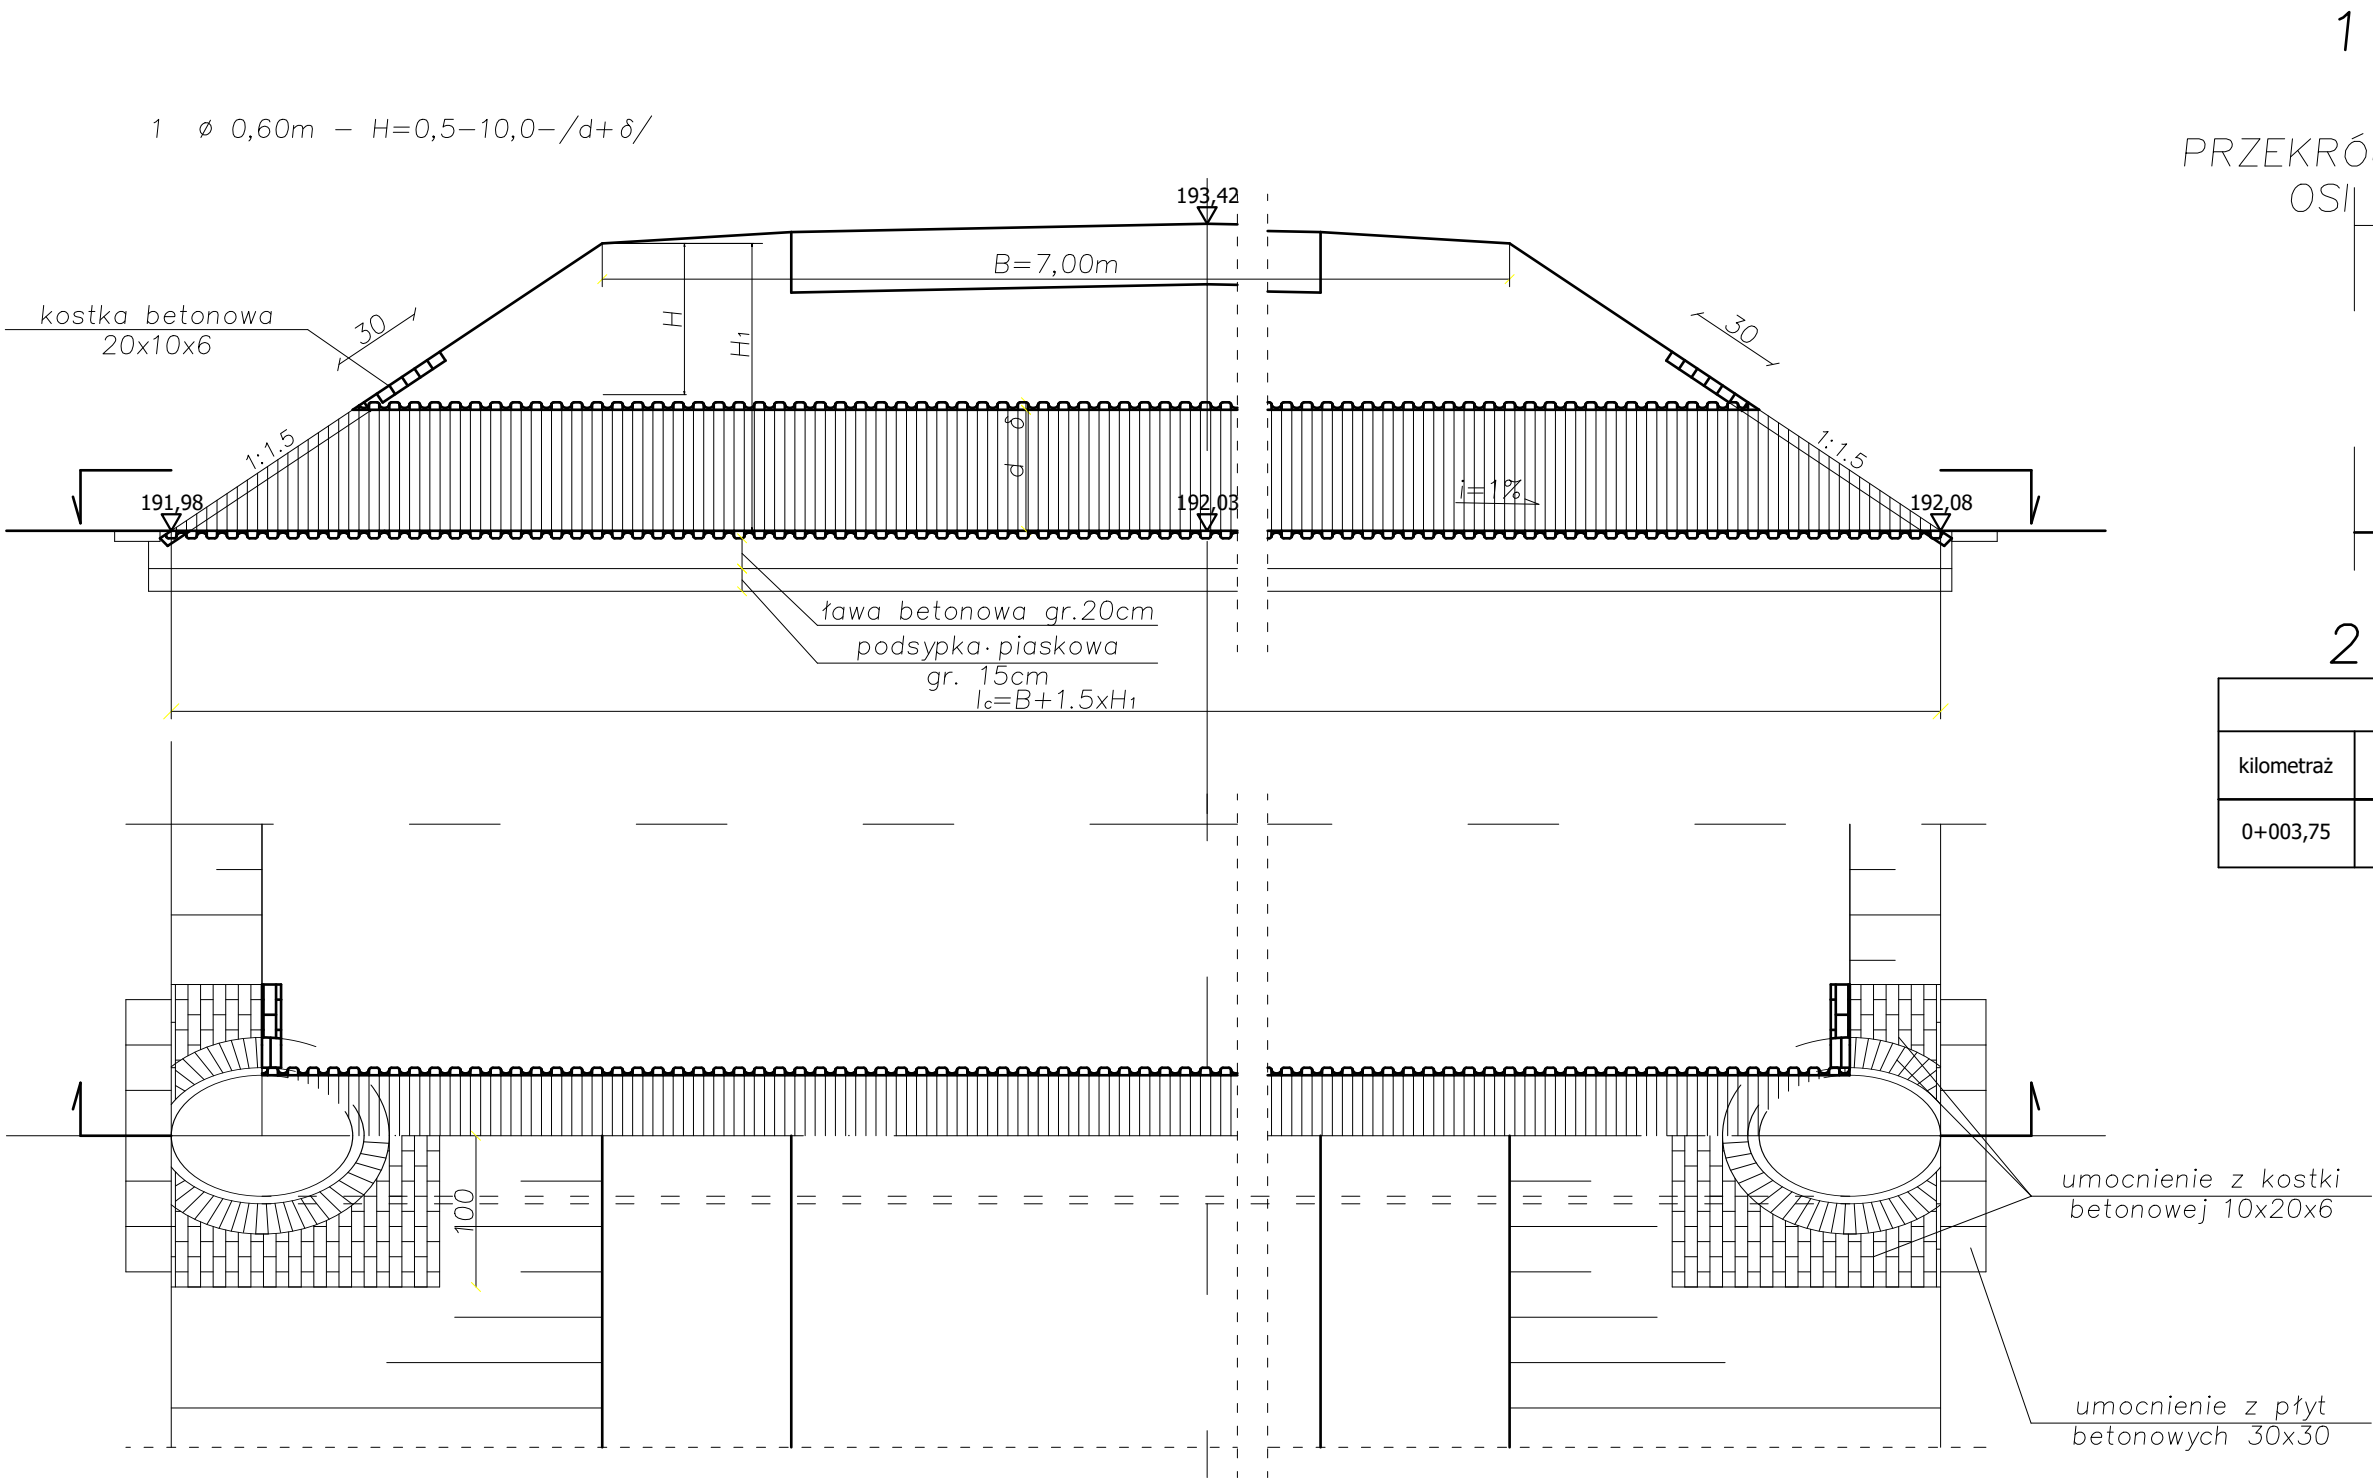 1
1 ø 0,60m – H=0,5–10,0–/d+δ/
PRZEKRÓ
OSI
193,42
B=7,00m
kostka betonowa
20x10x6
30
30
H
H1
1:1.5
1:1.5
δ
d
191,98
192,03
i=1%
192,08
ława betonowa gr.20cm
podsypka piaskowa
gr. 15cm
lc=B+1.5xH1
2
kilometraż
0+003,75
100
umocnienie z kostki
betonowej 10x20x6
umocnienie z płyt
betonowych 30x30